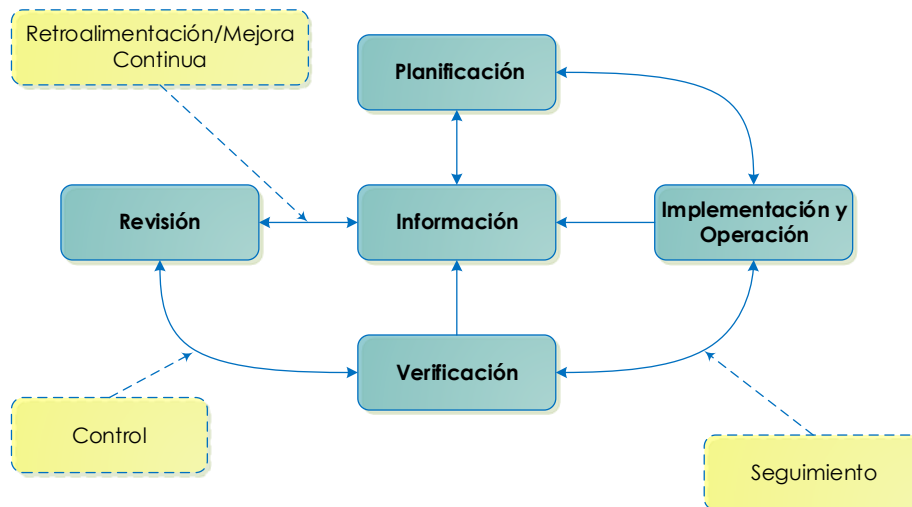 Retroalimentación/Mejora
Continua
Planificación
Revisión
Información
Implementación y
Operación
Verificación
Control
Seguimiento